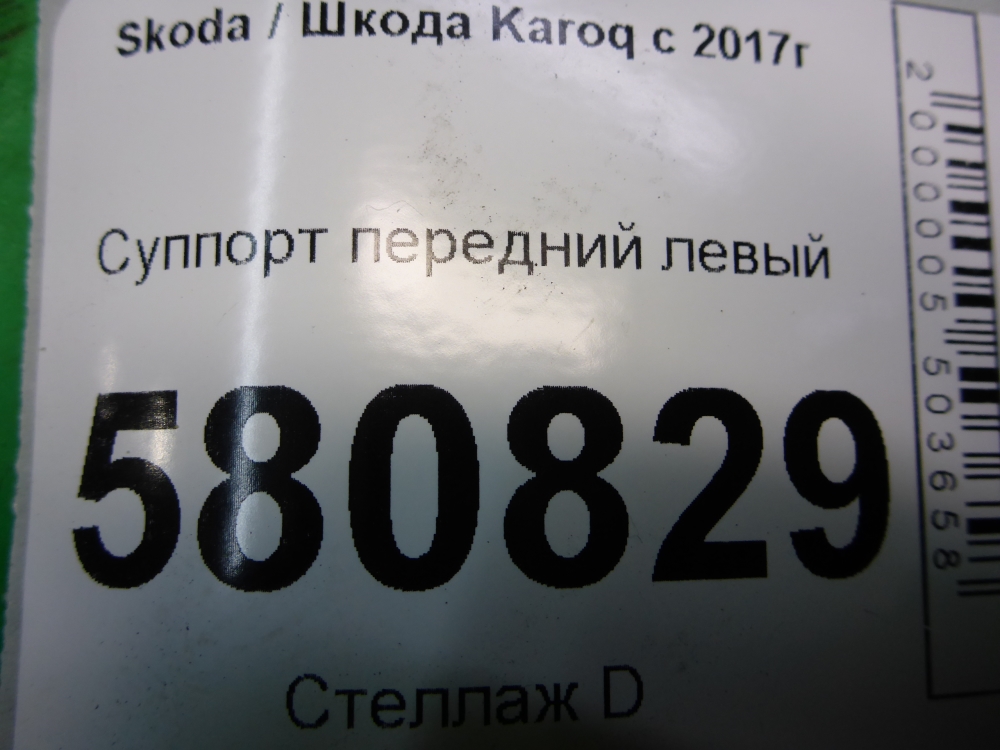 Skoda / Шкода Karoq с 2017г
Суппорт передний левый
580829
Стеллаж D
2000005503658